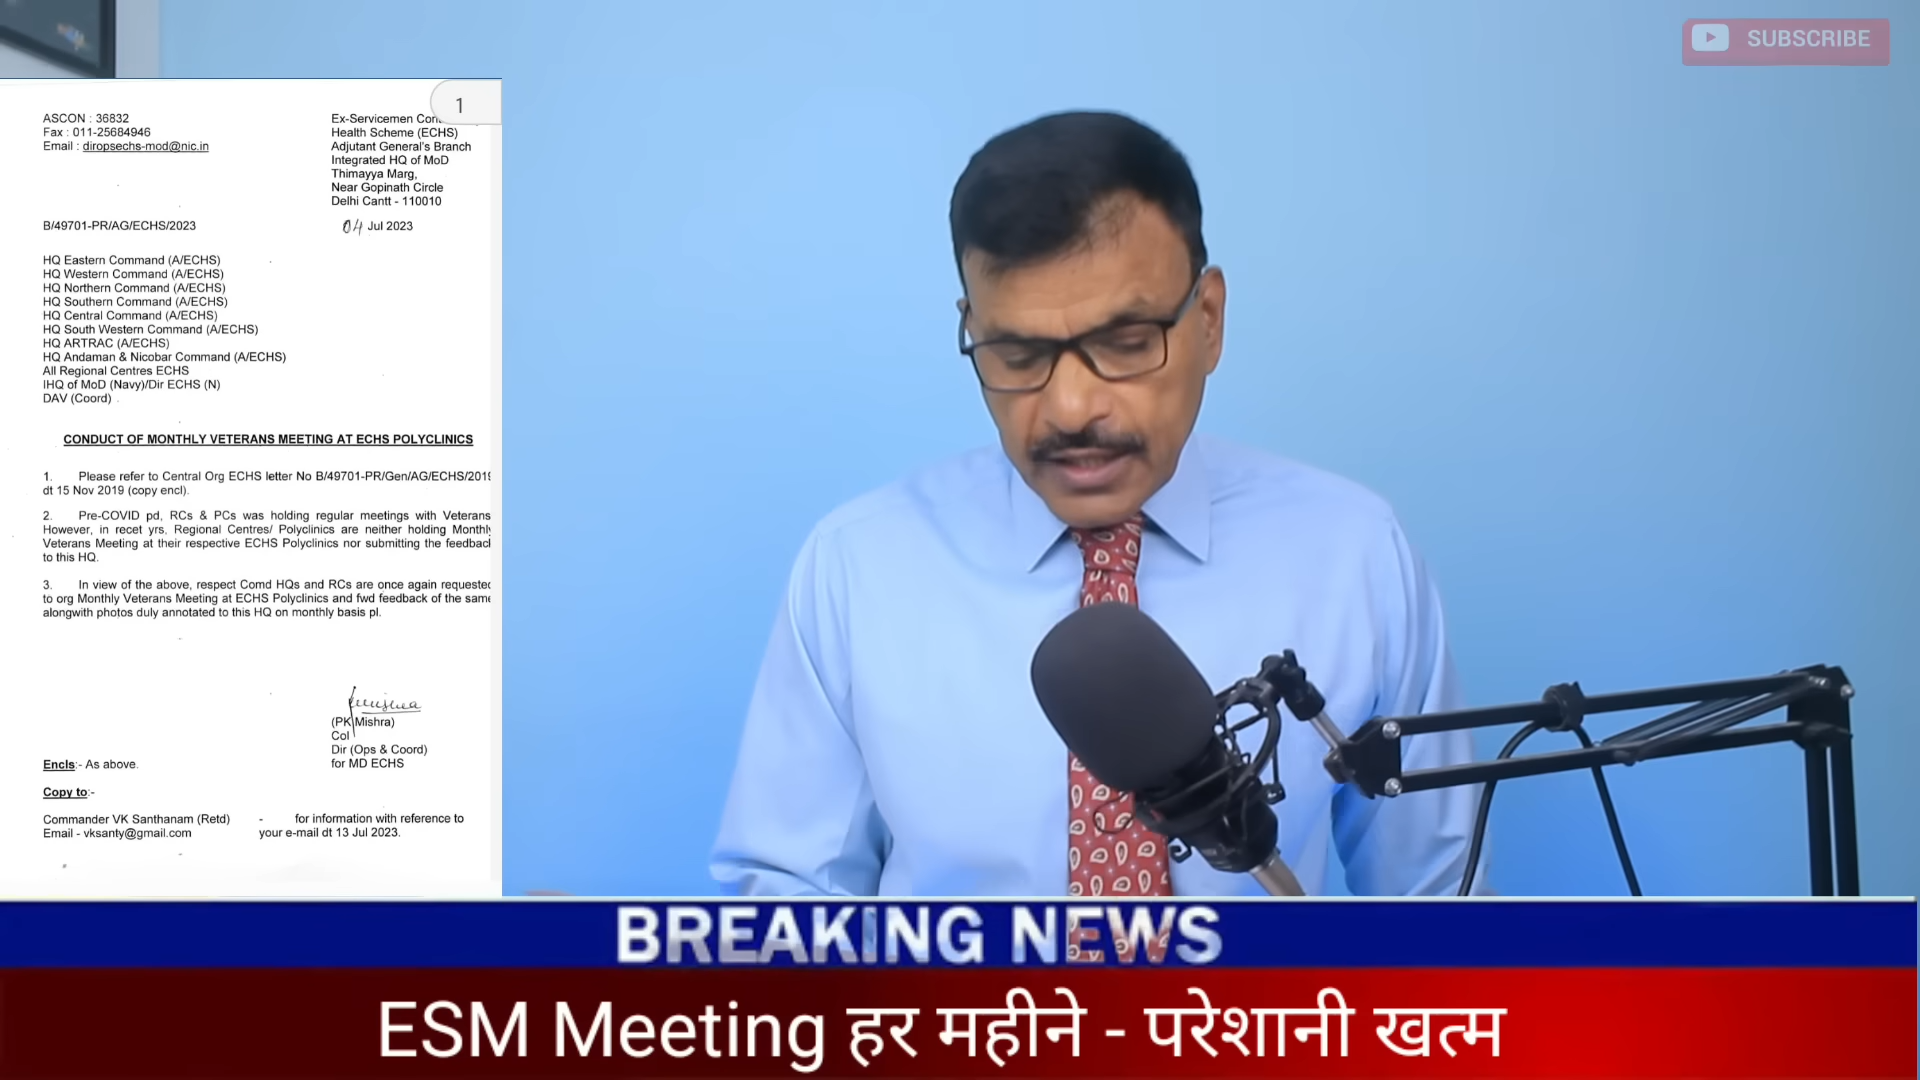 SUBSCRIBE
1
ASCON : 36832
Fax : 011-25684946
Email : diropsechs-mod@nic.in
Ex-Servicemen
Health Scheme (ECHS)
Adjutant General's Branch
Integrated HQ of MoD
Thimayya Marg,
Near Gopinath Circle
Delhi Cantt - 110010
B/49701-PR/AG/ECHS/2023
04 Jul 2023
HQ Eastern Command (A/ECHS)
HQ Western Command (A/ECHS)
HQ Northern Command (A/ECHS)
HQ Southern Command (A/ECHS)
HQ Central Command (A/ECHS)
HQ South Western Command (A/ECHS)
HQ ARTRAC (A/ECHS)
HQ Andaman & Nicobar Command (A/ECHS)
All Regional Centres ECHS
IHQ of MoD (Navy)/Dir ECHS (N)
DAV (Coord)
CONDUCT OF MONTHLY VETERANS MEETING AT ECHS POLYCLINICS
1. Please refer to Central Org ECHS letter No B/49701-PR/Gen/AG/ECHS/2019
dt 15 Nov 2019 (copy encl).
2. Pre-COVID pd, RCs & PCs was holding regular meetings with Veterans
However, in recet yrs, Regional Centres/ Polyclinics are neither holding Monthly
Veterans Meeting at their respective ECHS Polyclinics nor submitting the feedback
to this HQ.
3. In view of the above, respect Comd HQs and RCs are once again requested
to org Monthly Veterans Meeting at ECHS Polyclinics and fwd feedback of the same
alongwith photos duly annotated to this HQ on monthly basis pl.
(PK Mishra)
Col
Dir (Ops & Coord)
for MD ECHS
Encls:- As above.
Copy to:-
Commander VK Santhanam (Retd) - for information with reference to
Email - vksanty@gmail.com your e-mail dt 13 Jul 2023.
BREAKING NEWS
ESM Meeting हर महीने - परेशानी खत्म